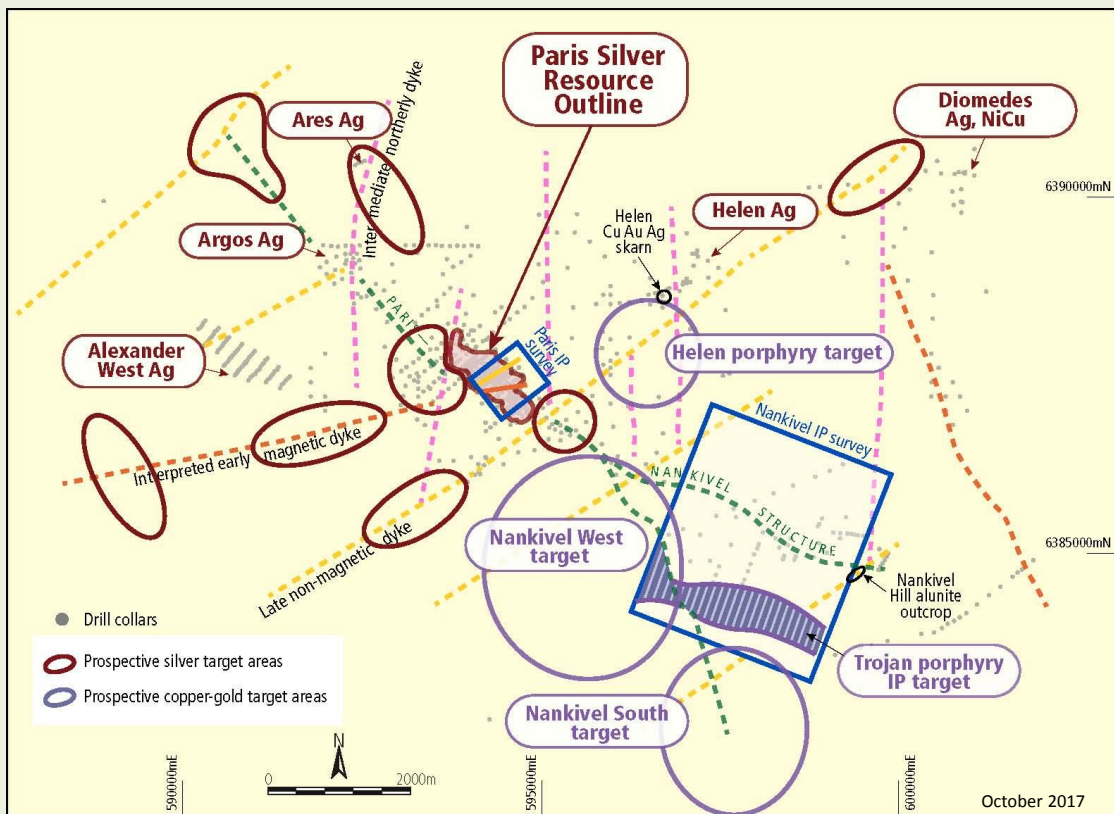 Paris Silver
Resource
Outline
Ares Ag
Diomedes
Ag, NiCu
Intermediate northerly dyke
6390000mN
Helen
Cu Au Ag
skarn
Helen Ag
Argos Ag
PARIS
Paris IP
survey
Alexander
West Ag
Helen porphyry target
Nankivel IP survey
Interpreted early magnetic dyke
NANKIVEL STRUCTURE
Nankivel West
target
6385000mN
Late non-magnetic dyke
Nankivel
Hill alunite
outcrop
Drill collars
Prospective silver target areas
Prospective copper-gold target areas
Trojan porphyry
IP target
Nankivel South
target
N
0 2000m
590000mE
595000mE
600000mE
October 2017